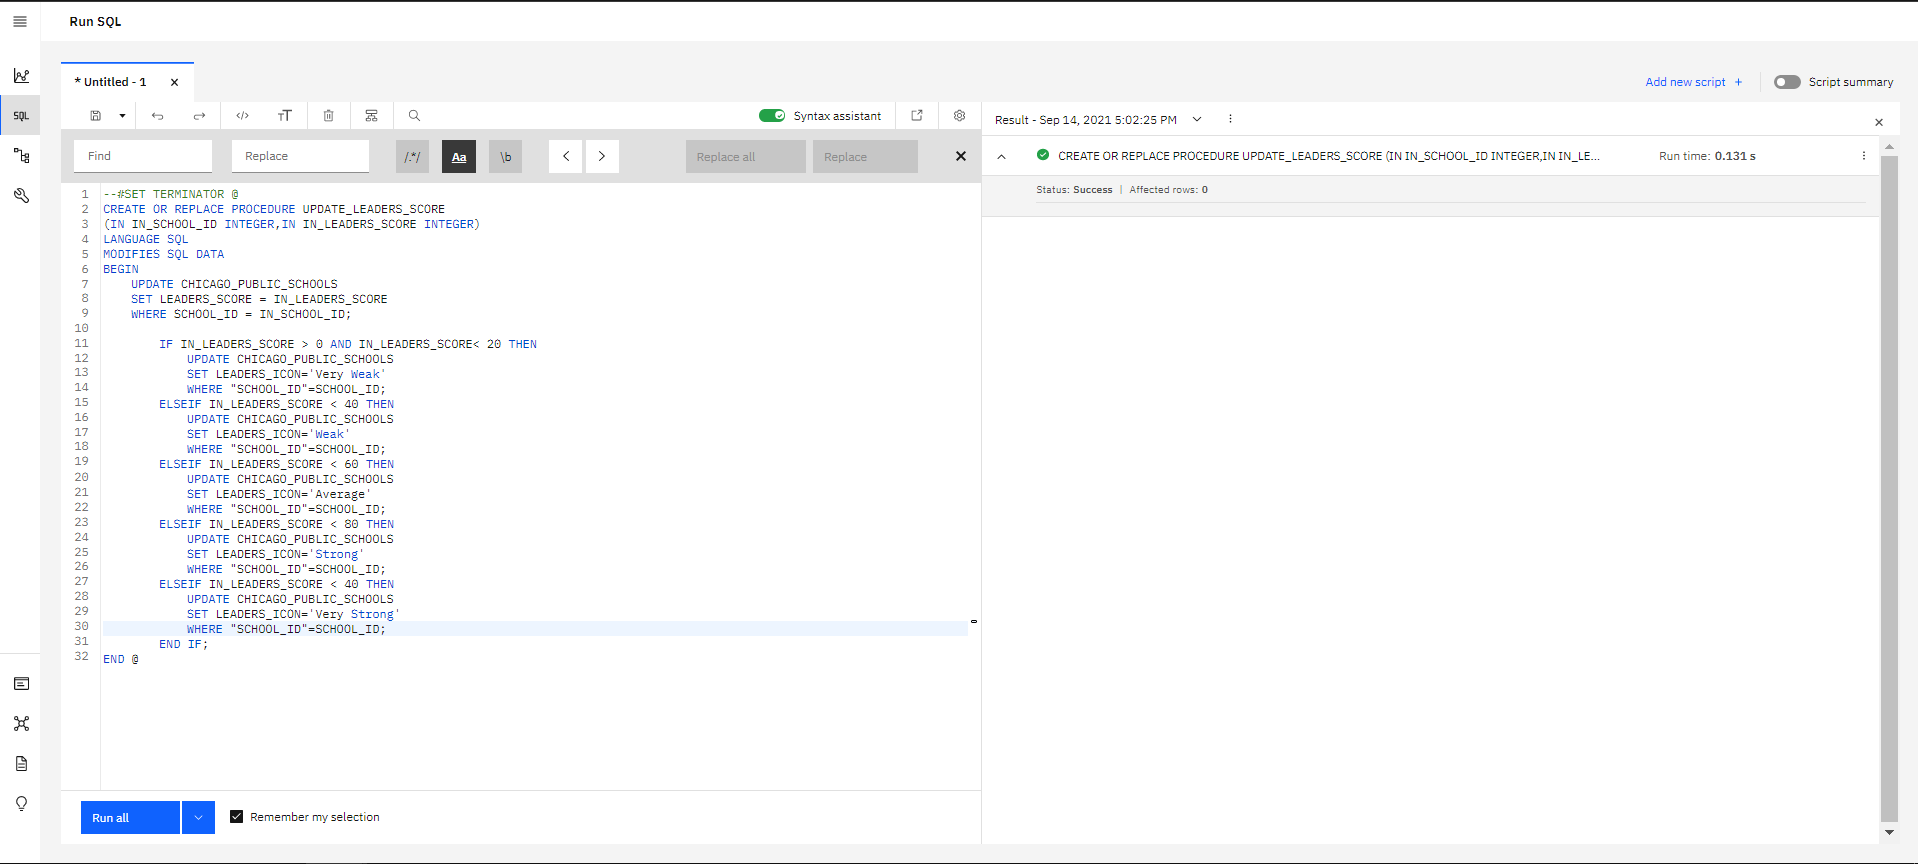 Run SQL
* Untitled - 1 ×
Add new script +
Script summary
SQL
</> TT
Syntax assistant
Result - Sep 14, 2021 5:02:25 PM
Find
Replace
/.*/
Aa
\b
Replace all
Replace
CREATE OR REPLACE PROCEDURE UPDATE_LEADERS_SCORE (IN IN_SCHOOL_ID INTEGER,IN IN_LE...
Run time: 0.131 s
Status: Success | Affected rows: 0
1 --#SET TERMINATOR @
2 CREATE OR REPLACE PROCEDURE UPDATE_LEADERS_SCORE
3 (IN IN_SCHOOL_ID INTEGER,IN IN_LEADERS_SCORE INTEGER)
4 LANGUAGE SQL
5 MODIFIES SQL DATA
6 BEGIN
7 UPDATE CHICAGO_PUBLIC_SCHOOLS
8 SET LEADERS_SCORE = IN_LEADERS_SCORE
9 WHERE SCHOOL_ID = IN_SCHOOL_ID;
10
11 IF IN_LEADERS_SCORE > 0 AND IN_LEADERS_SCORE< 20 THEN
12 UPDATE CHICAGO_PUBLIC_SCHOOLS
13 SET LEADERS_ICON='Very Weak'
14 WHERE "SCHOOL_ID"=SCHOOL_ID;
15 ELSEIF IN_LEADERS_SCORE < 40 THEN
16 UPDATE CHICAGO_PUBLIC_SCHOOLS
17 SET LEADERS_ICON='Weak'
18 WHERE "SCHOOL_ID"=SCHOOL_ID;
19 ELSEIF IN_LEADERS_SCORE < 60 THEN
20 UPDATE CHICAGO_PUBLIC_SCHOOLS
21 SET LEADERS_ICON='Average'
22 WHERE "SCHOOL_ID"=SCHOOL_ID;
23 ELSEIF IN_LEADERS_SCORE < 80 THEN
24 UPDATE CHICAGO_PUBLIC_SCHOOLS
25 SET LEADERS_ICON='Strong'
26 WHERE "SCHOOL_ID"=SCHOOL_ID;
27 ELSEIF IN_LEADERS_SCORE < 40 THEN
28 UPDATE CHICAGO_PUBLIC_SCHOOLS
29 SET LEADERS_ICON='Very Strong'
30 WHERE "SCHOOL_ID"=SCHOOL_ID;
31 END IF;
32 END @
Run all
Remember my selection